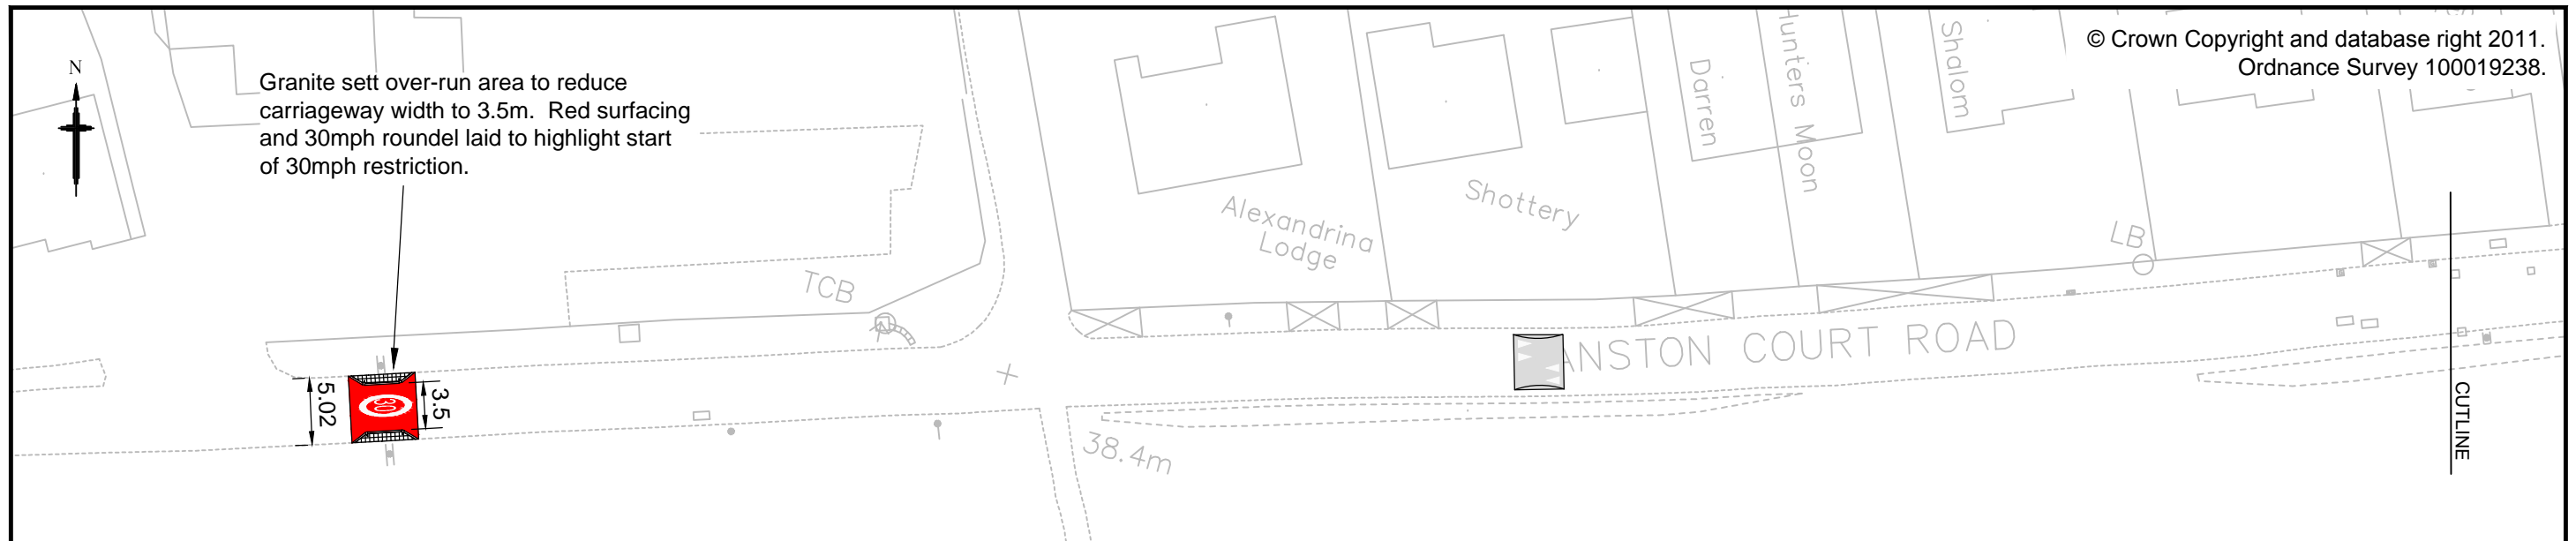 © Crown Copyright and database right 2011.
Ordnance Survey 100019238.
N
Granite sett over-run area to reduce
carriageway width to 3.5m. Red surfacing
and 30mph roundel laid to highlight start
of 30mph restriction.
Darren
Hunters Moon
Shalom
Alexandrina
Lodge
Shottery
LB
TCB
ANSTON COURT ROAD
5.02
30
3.5
38.4m
CUTLINE